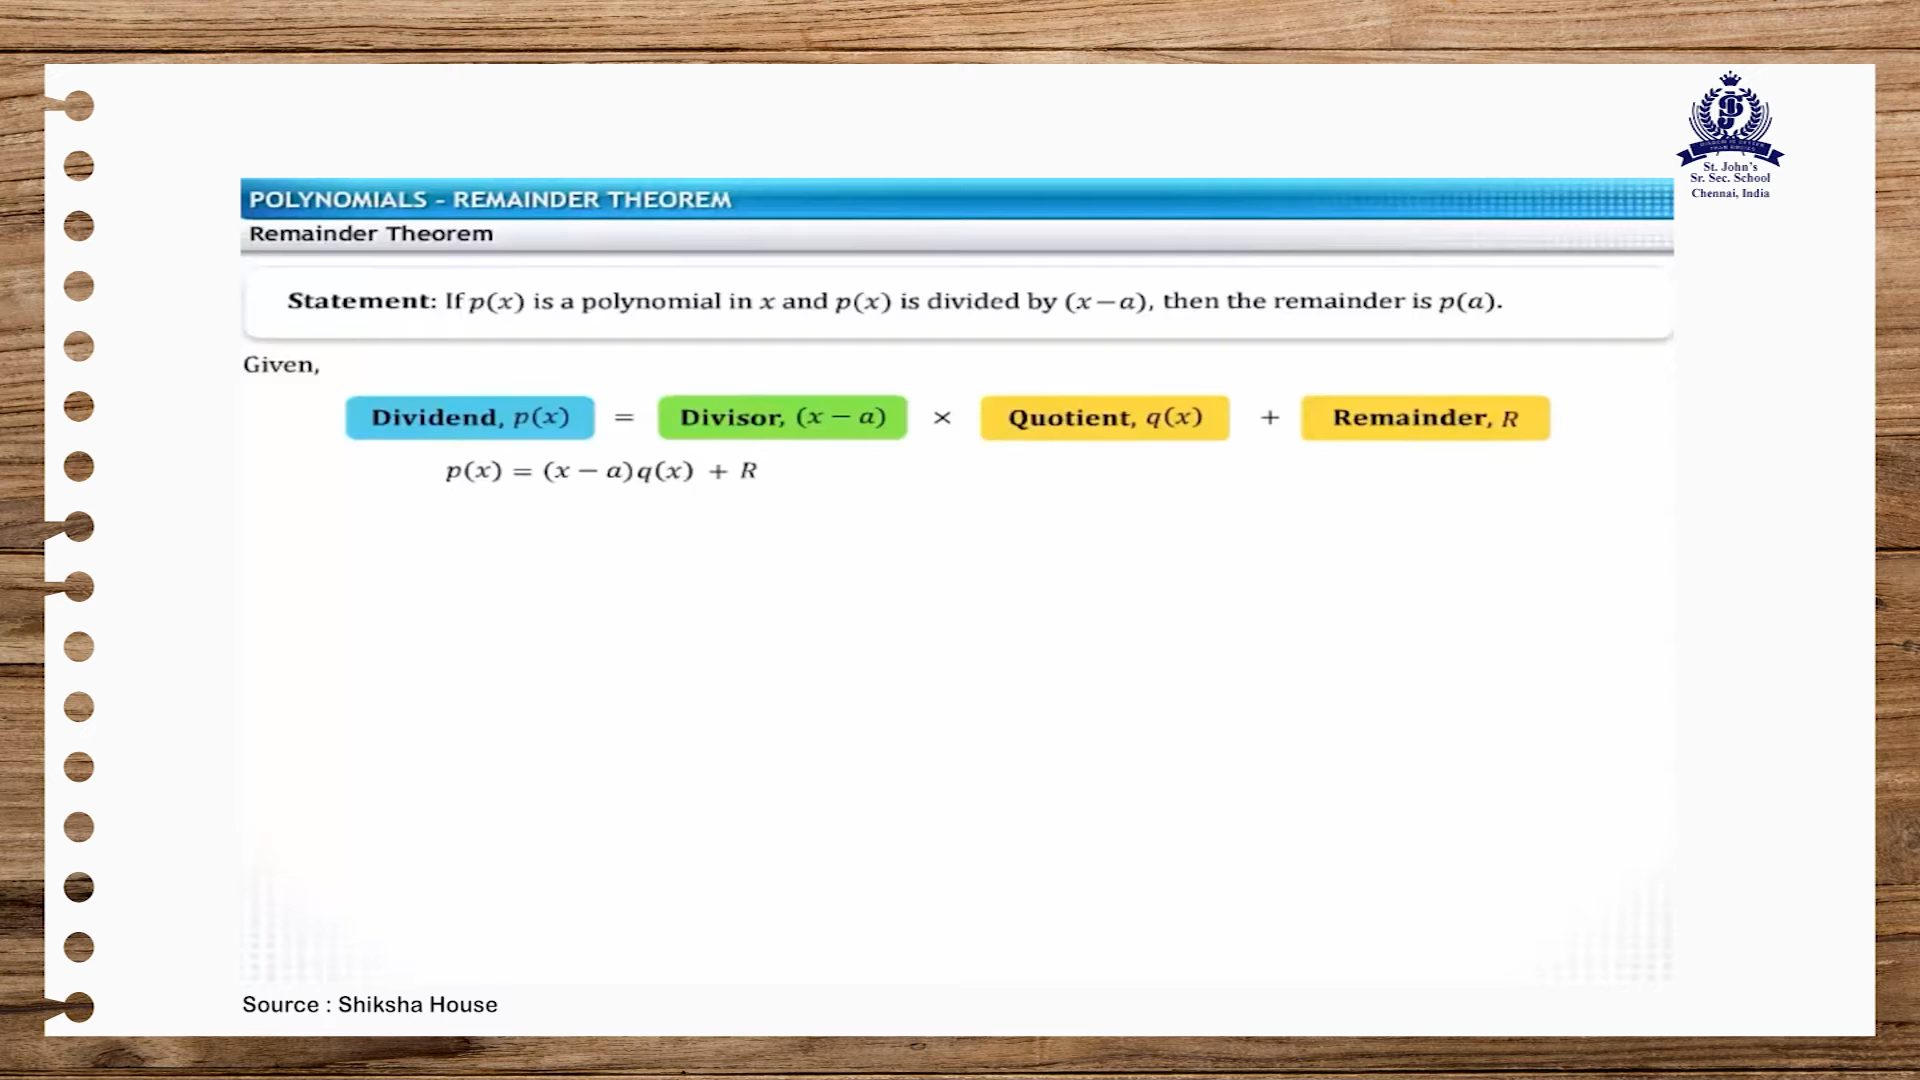 St. John's
Sr. Sec. School
Chennai, India
POLYNOMIALS - REMAINDER THEOREM
Remainder Theorem
Statement: If p(x) is a polynomial in x and p(x) is divided by (x − a), then the remainder is p(a).
Given,
Dividend, p(x) = Divisor, (x − a) × Quotient, q(x) + Remainder, R
p(x) = (x − a)q(x) + R
Source : Shiksha House